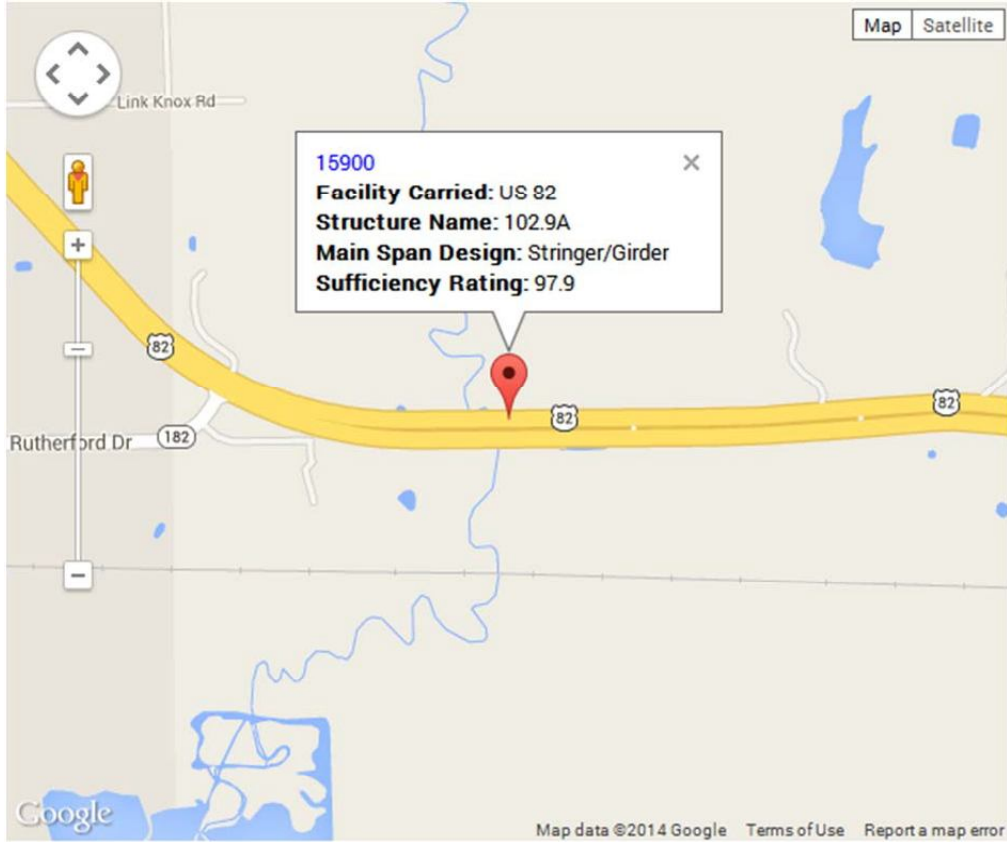 Map Satellite
Link Knox Rd
15900
Facility Carried: US 82
Structure Name: 102.9A
Main Span Design: Stringer/Girder
Sufficiency Rating: 97.9
82
82
82
Rutherford Dr 182
Google
Map data ©2014 Google Terms of Use Report a map error